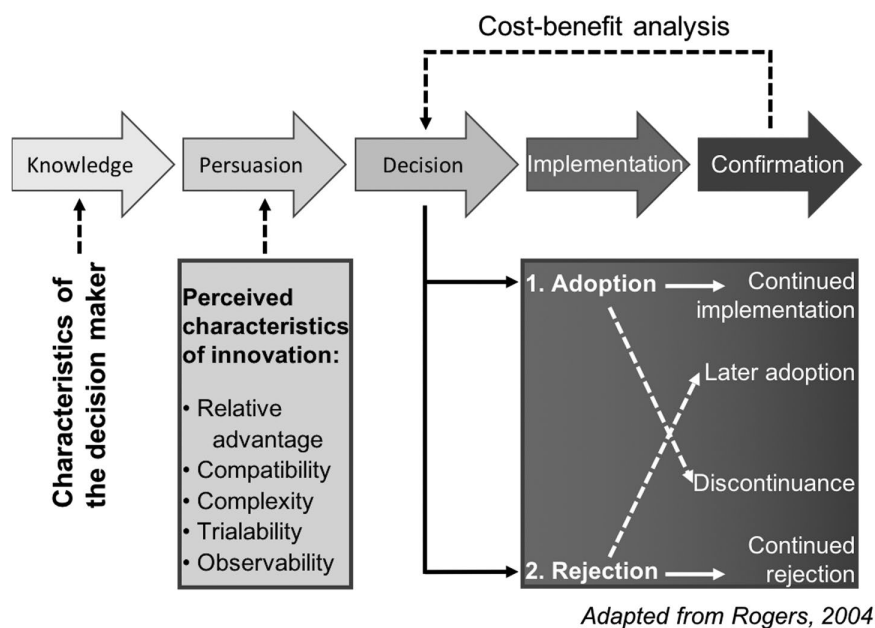 Cost-benefit analysis
Knowledge
Persuasion
Decision
Implementation
Confirmation
Characteristics of
the decision maker
Perceived
characteristics
of innovation:
• Relative
advantage
• Compatibility
• Complexity
• Trialability
• Observability
1. Adoption
Continued
implementation
Later adoption
Discontinuance
2. Rejection
Continued
rejection
Adapted from Rogers, 2004